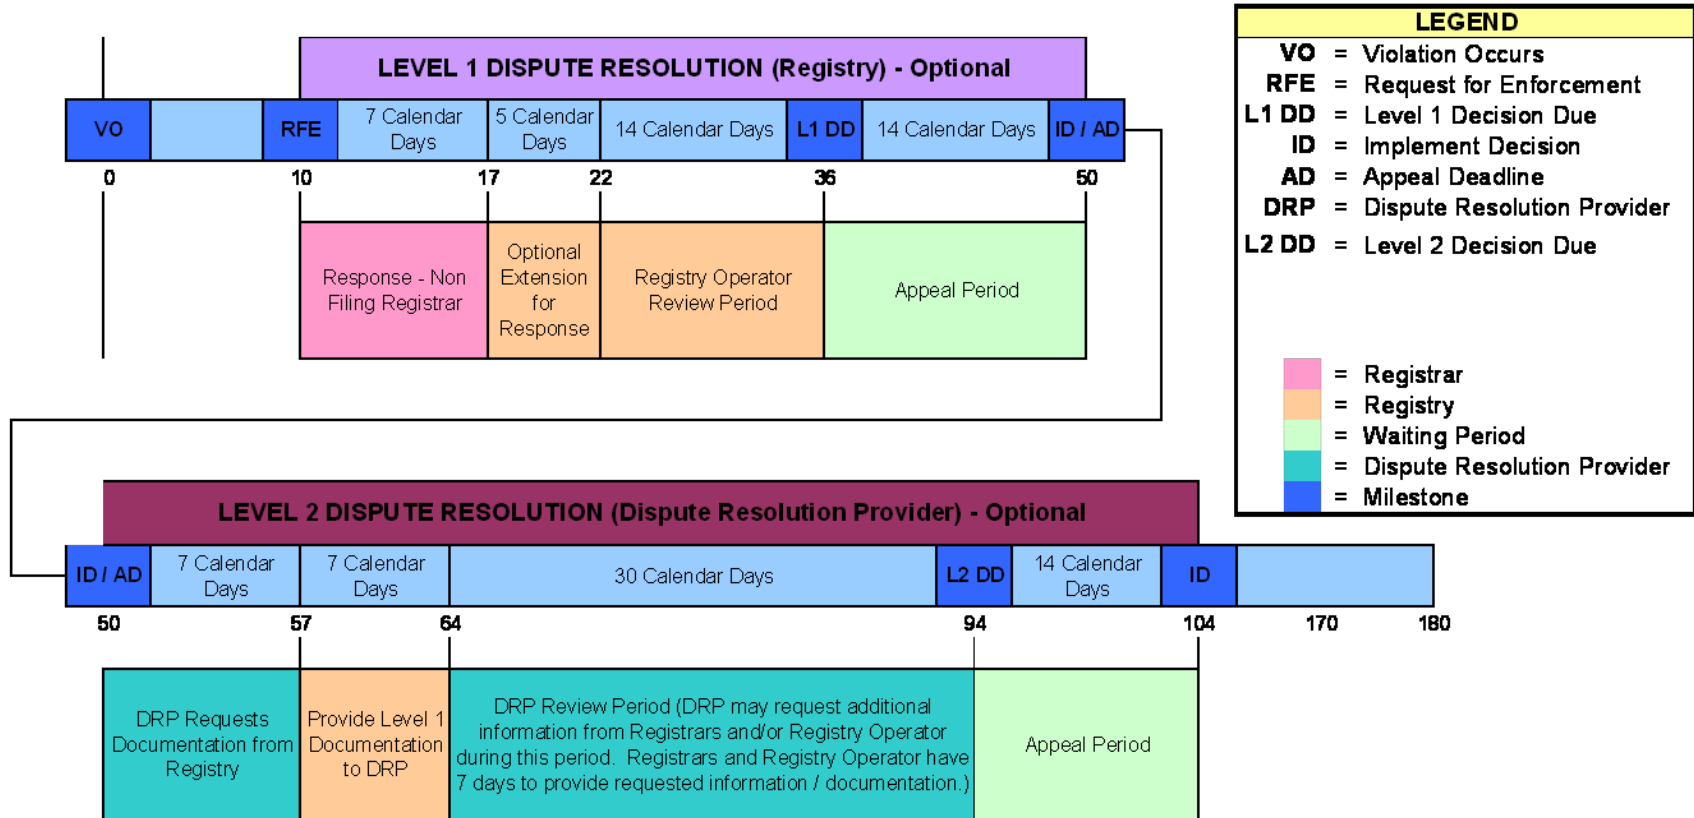 LEVEL 1 DISPUTE RESOLUTION (Registry) - Optional
VO
RFE
7 Calendar
Days
5 Calendar
Days
14 Calendar Days
L1 DD
14 Calendar Days
ID / AD
0
10
17
22
36
50
Response - Non
Filing Registrar
Optional
Extension
for
Response
Registry Operator
Review Period
Appeal Period
LEGEND
VO = Violation Occurs
RFE = Request for Enforcement
L1 DD = Level 1 Decision Due
ID = Implement Decision
AD = Appeal Deadline
DRP = Dispute Resolution Provider
L2 DD = Level 2 Decision Due
= Registrar
= Registry
= Waiting Period
= Dispute Resolution Provider
= Milestone
LEVEL 2 DISPUTE RESOLUTION (Dispute Resolution Provider) - Optional
ID / AD
7 Calendar
Days
7 Calendar
Days
30 Calendar Days
L2 DD
14 Calendar
Days
ID
50
57
64
94
104
170
180
DRP Requests
Documentation from
Registry
Provide Level 1
Documentation
to DRP
DRP Review Period (DRP may request additional
information from Registrars and/or Registry Operator
during this period. Registrars and Registry Operator have
7 days to provide requested information / documentation.)
Appeal Period